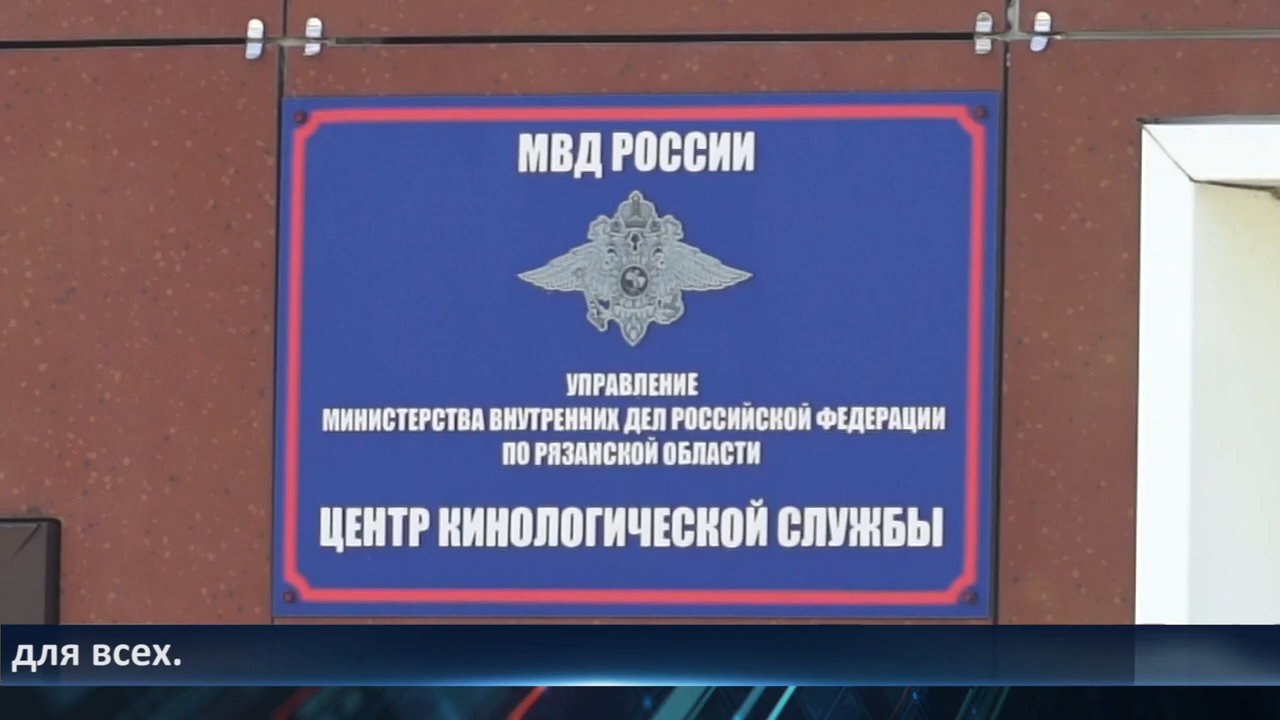 МВД РОССИИ
УПРАВЛЕНИЕ
МИНИСТЕРСТВА ВНУТРЕННИХ ДЕЛ РОССИЙСКОЙ ФЕДЕРАЦИИ
ПО РЯЗАНСКОЙ ОБЛАСТИ
ЦЕНТР КИНОЛОГИЧЕСКОЙ СЛУЖБЫ
для всех.